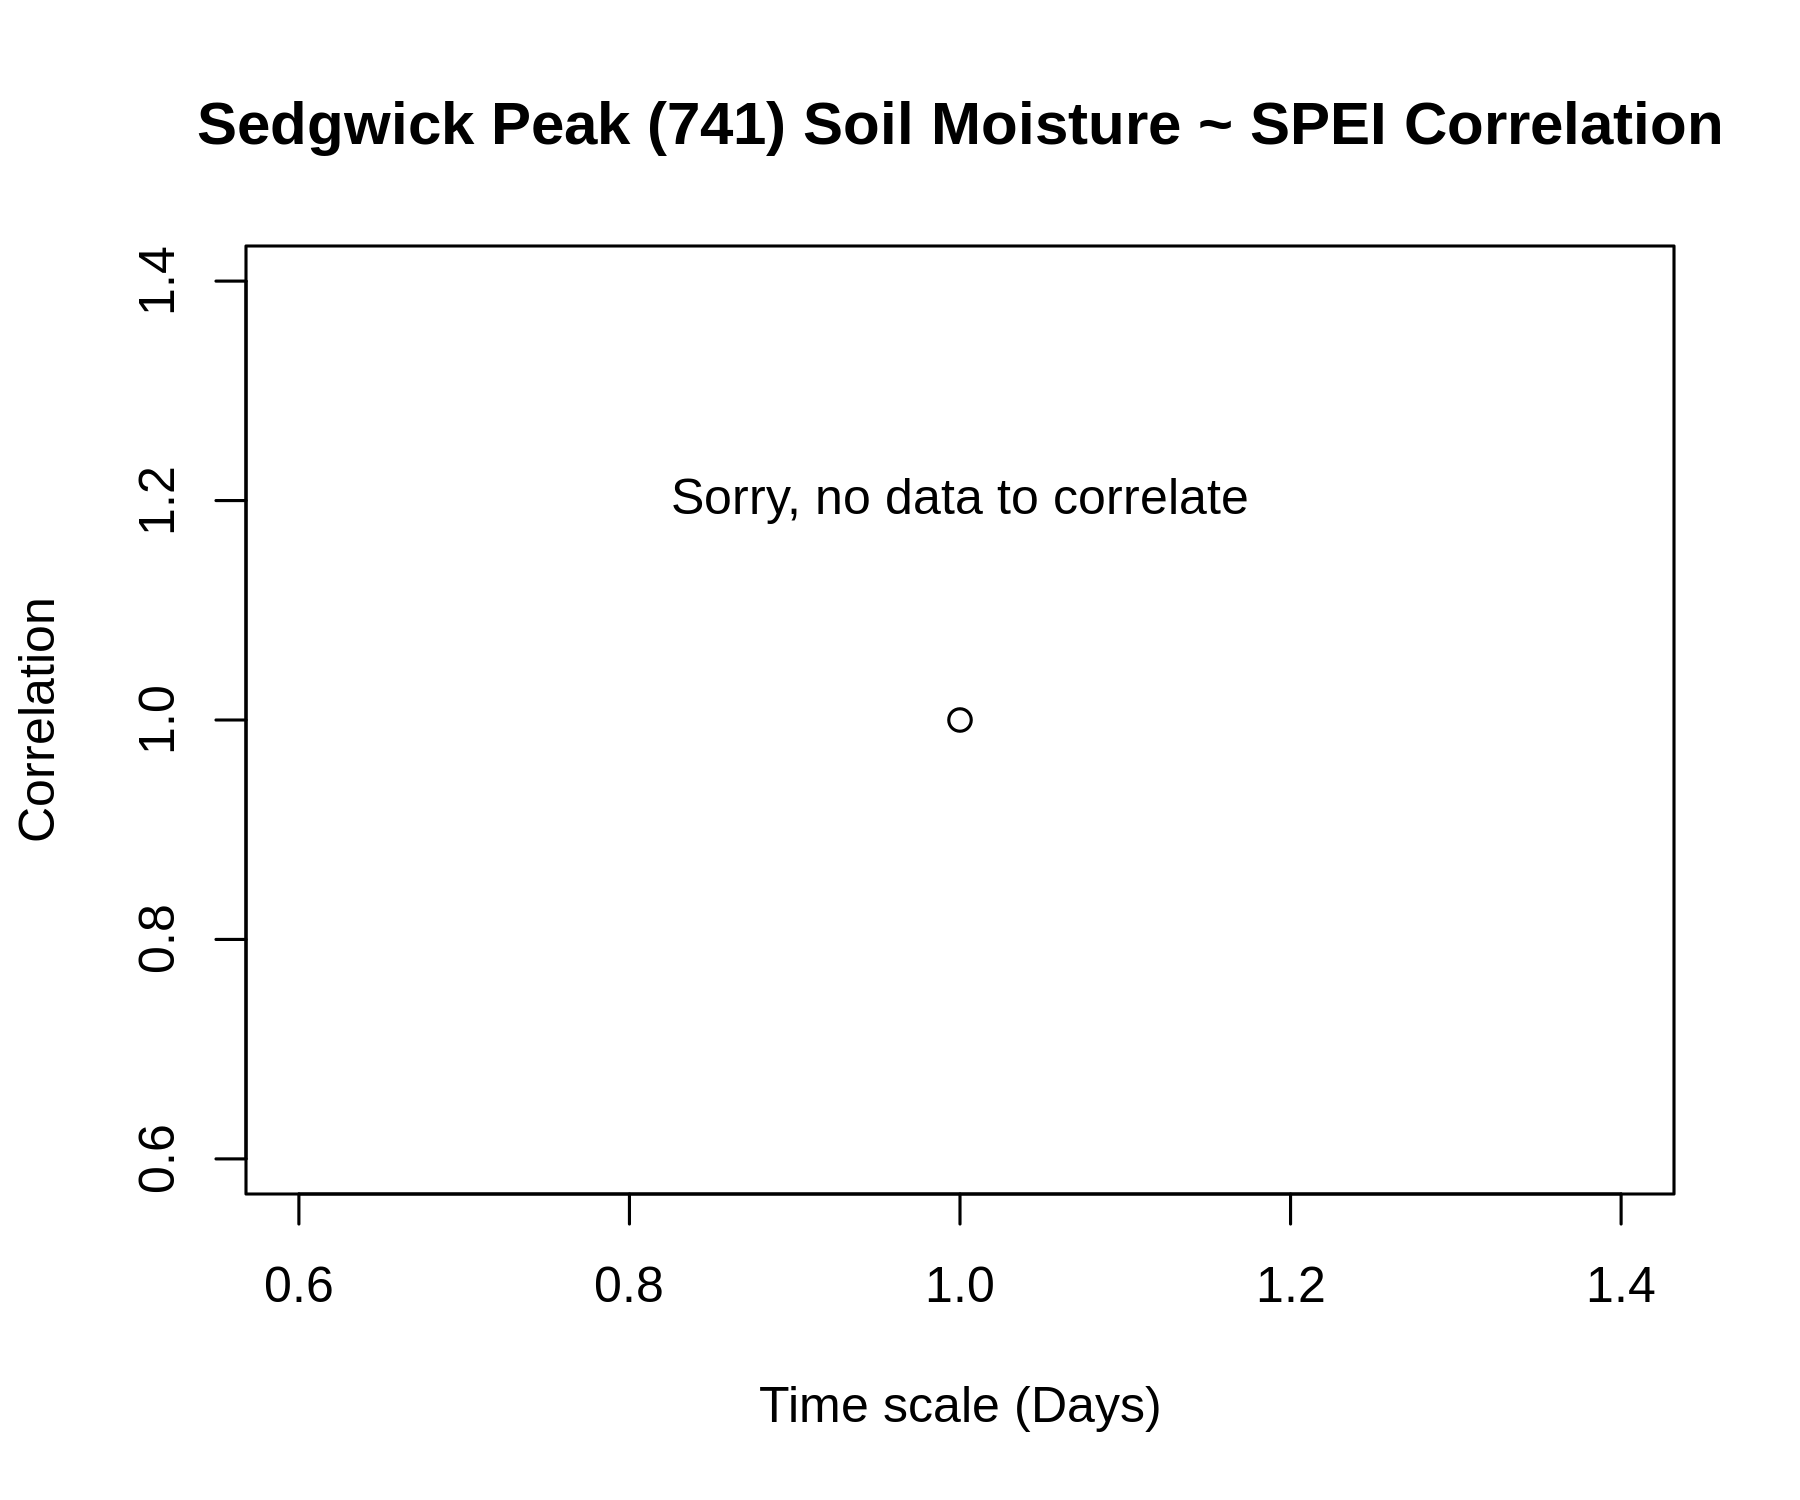 Sedgwick Peak (741) Soil Moisture ~ SPEI Correlation
1.4
1.2
1.0
0.8
0.6
Correlation
Sorry, no data to correlate
0.6 0.8 1.0 1.2 1.4
Time scale (Days)